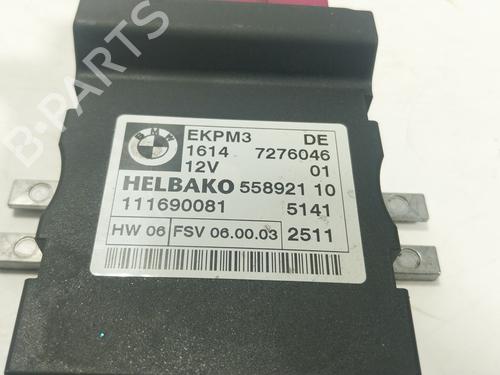 B-PARTS
BMW
EKPM3 DE
1614 7276046
12V 01
HELBAKO 558921 10
111690081 5141
HW 06 FSV 06.00.03 2511